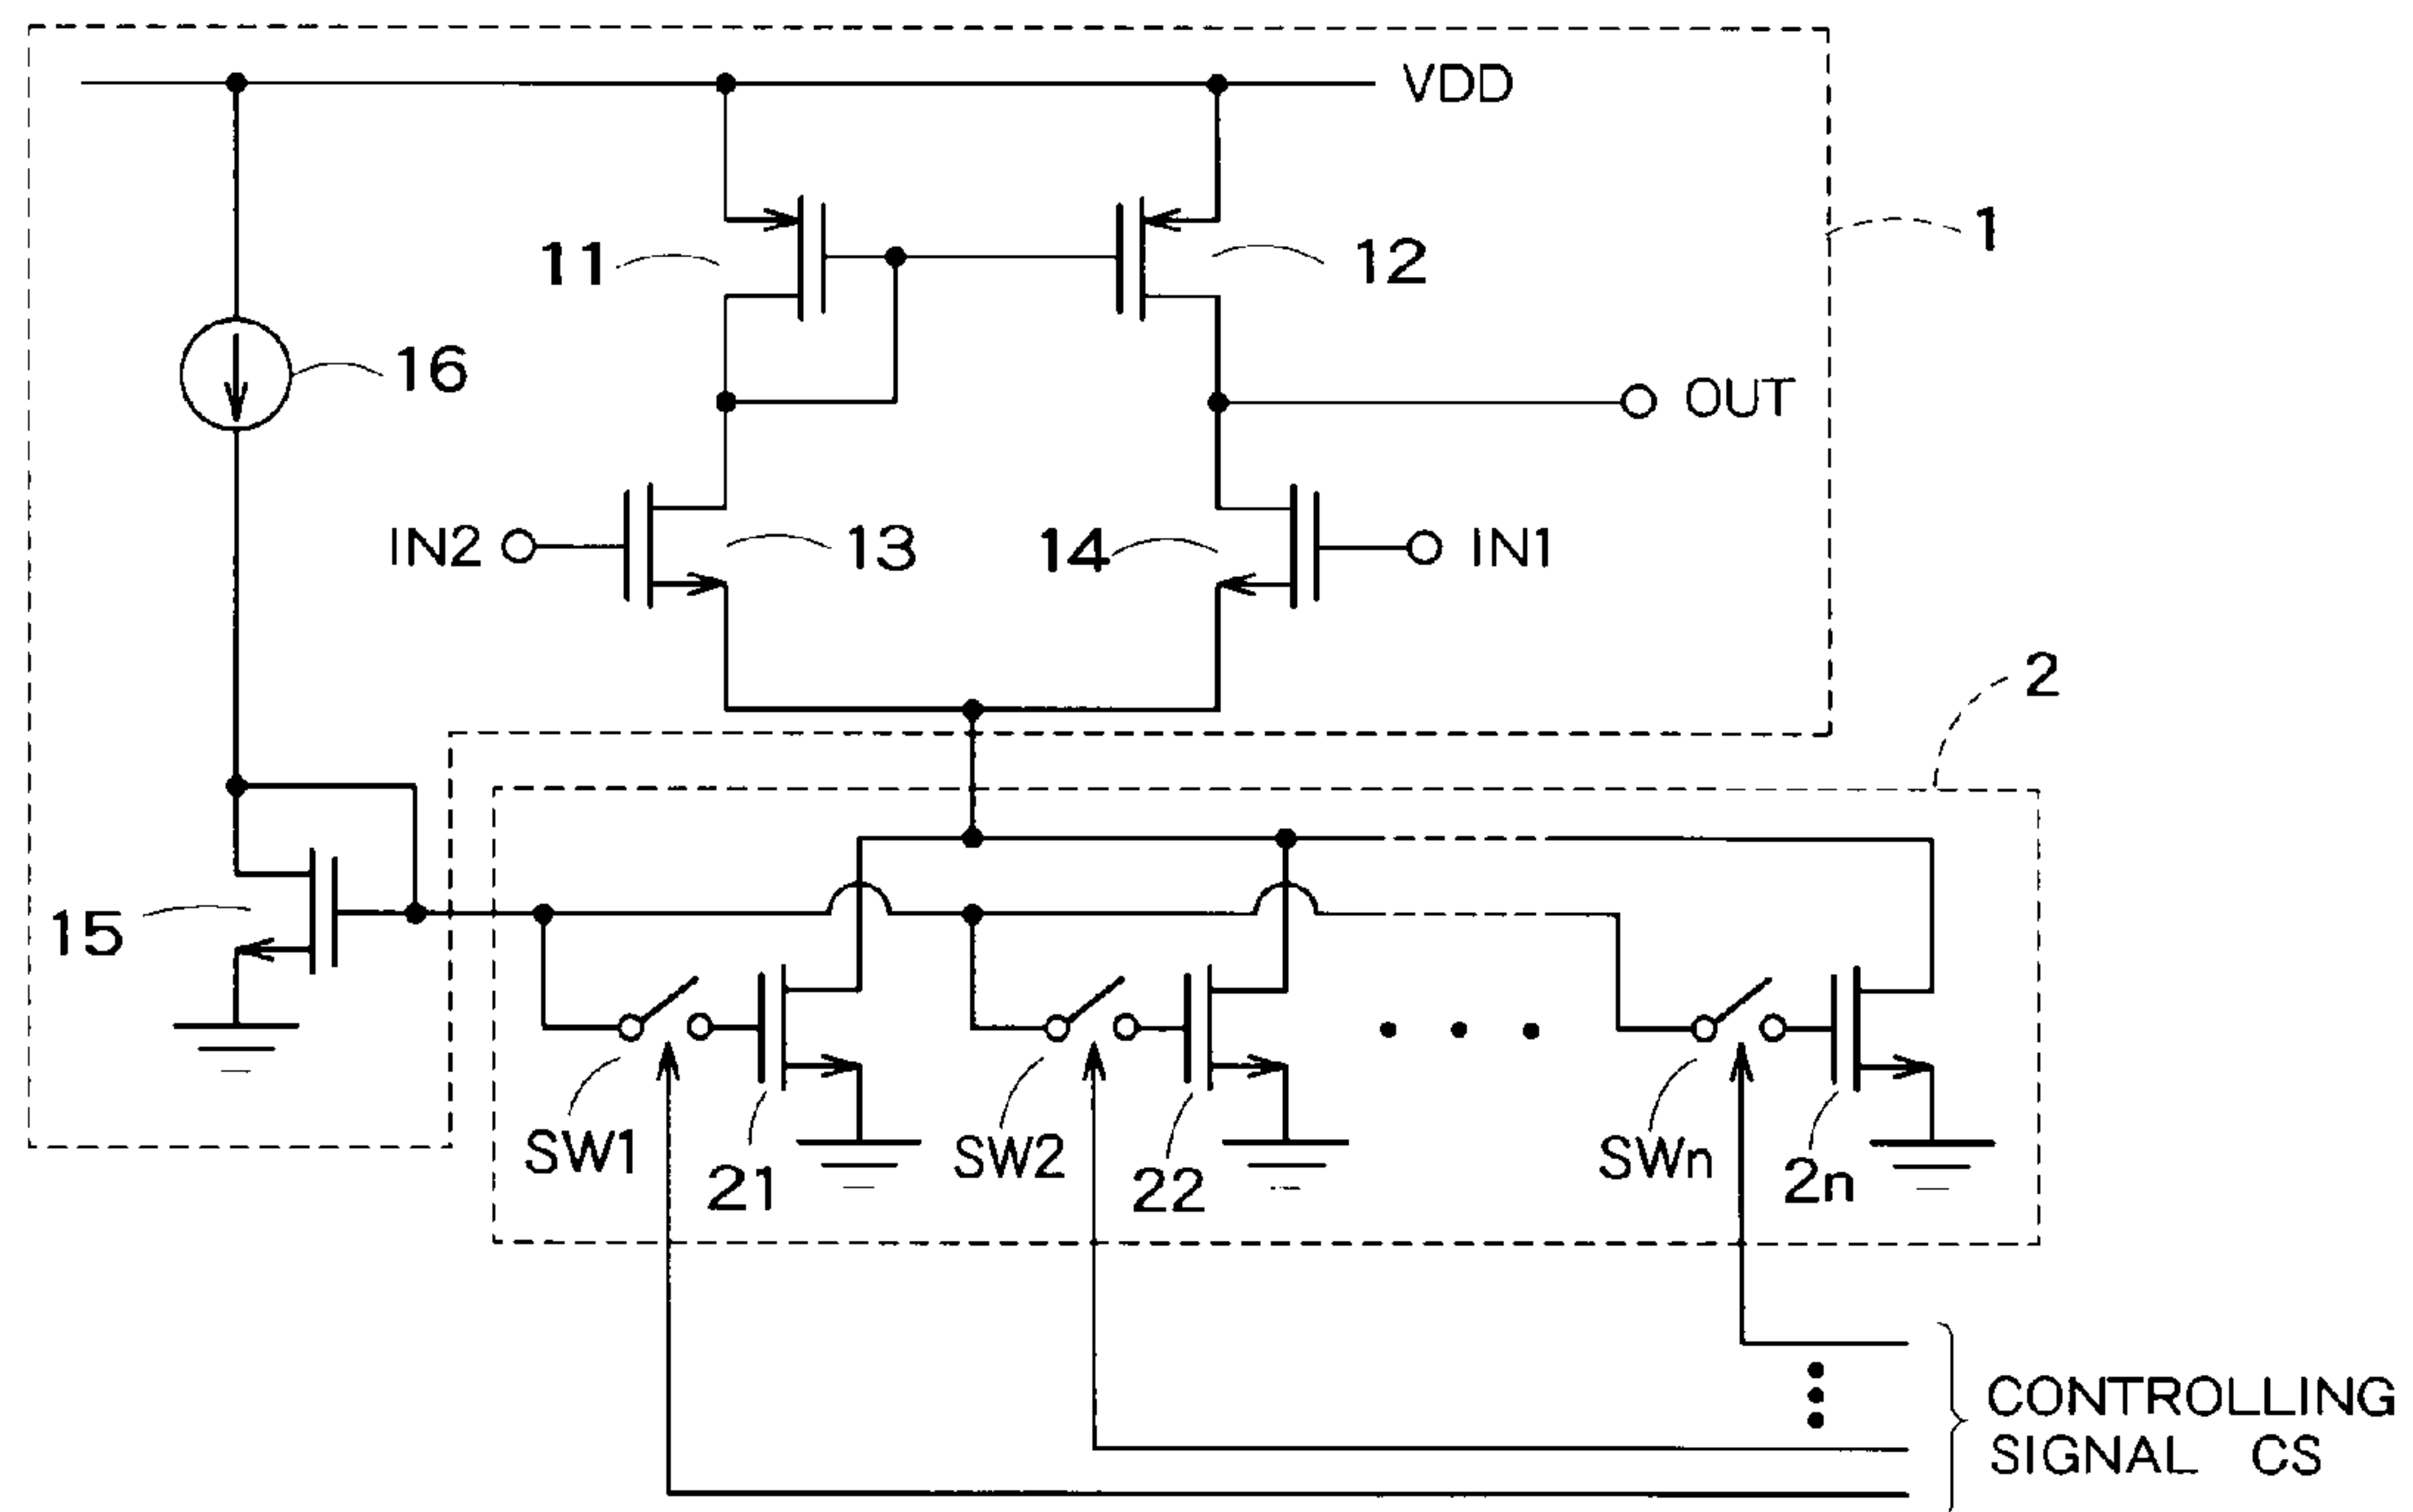 VDD
1
11
12
16
OUT
IN2
13
14
IN1
2
15
SW1
21
SW2
22
SWn
2n
CONTROLLING
SIGNAL CS